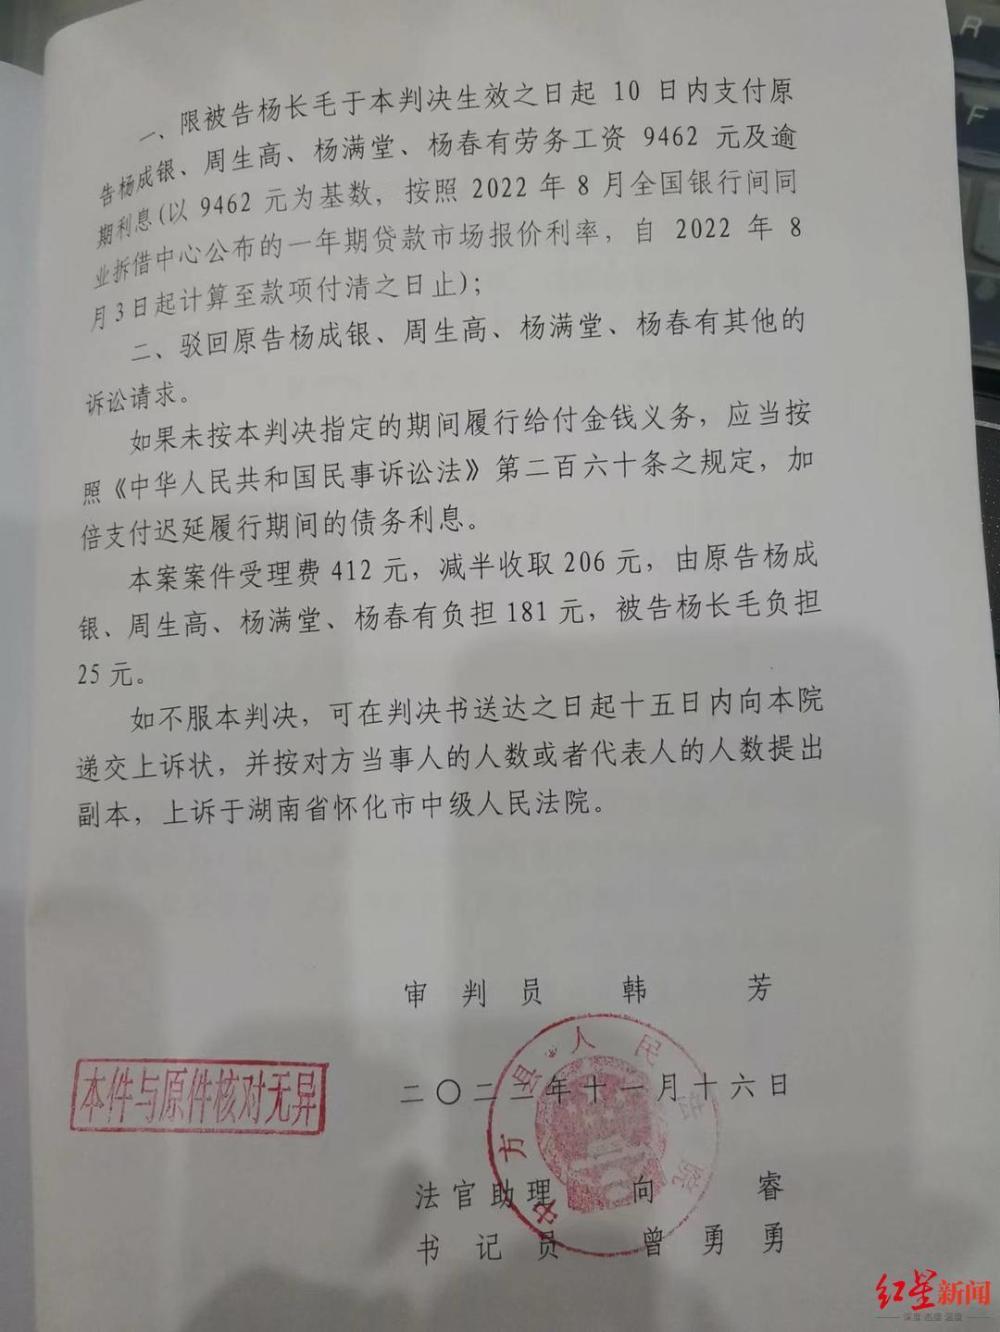 一、限被告杨长毛于本判决生效之日起 10 日内支付原
告杨成银、周生高、杨满堂、杨春有劳务工资 9462 元及逾
期利息(以 9462 元为基数，按照 2022 年 8 月全国银行间同
业拆借中心公布的一年期贷款市场报价利率，自 2022 年 8
月3日起计算至款项付清之日止)；
二、驳回原告杨成银、周生高、杨满堂、杨春有其他的
诉讼请求。
如果未按本判决指定的期间履行给付金钱义务，应当按
照《中华人民共和国民事诉讼法》第二百六十条之规定，加
倍支付迟延履行期间的债务利息。
本案案件受理费 412 元，减半收取 206 元，由原告杨成
银、周生高、杨满堂、杨春有负担 181 元，被告杨长毛负担
25 元。
如不服本判决，可在判决书送达之日起十五日内向本院
递交上诉状，并按对方当事人的人数或者代表人的人数提出
副本，上诉于湖南省怀化市中级人民法院。
审 判 员 韩 芳
本件与原件核对无异
二〇二二年十一月十六日
中方县人民法院
法官助理 向 睿
书 记 员 曾 勇 勇
红星新闻
深度 态度 温度